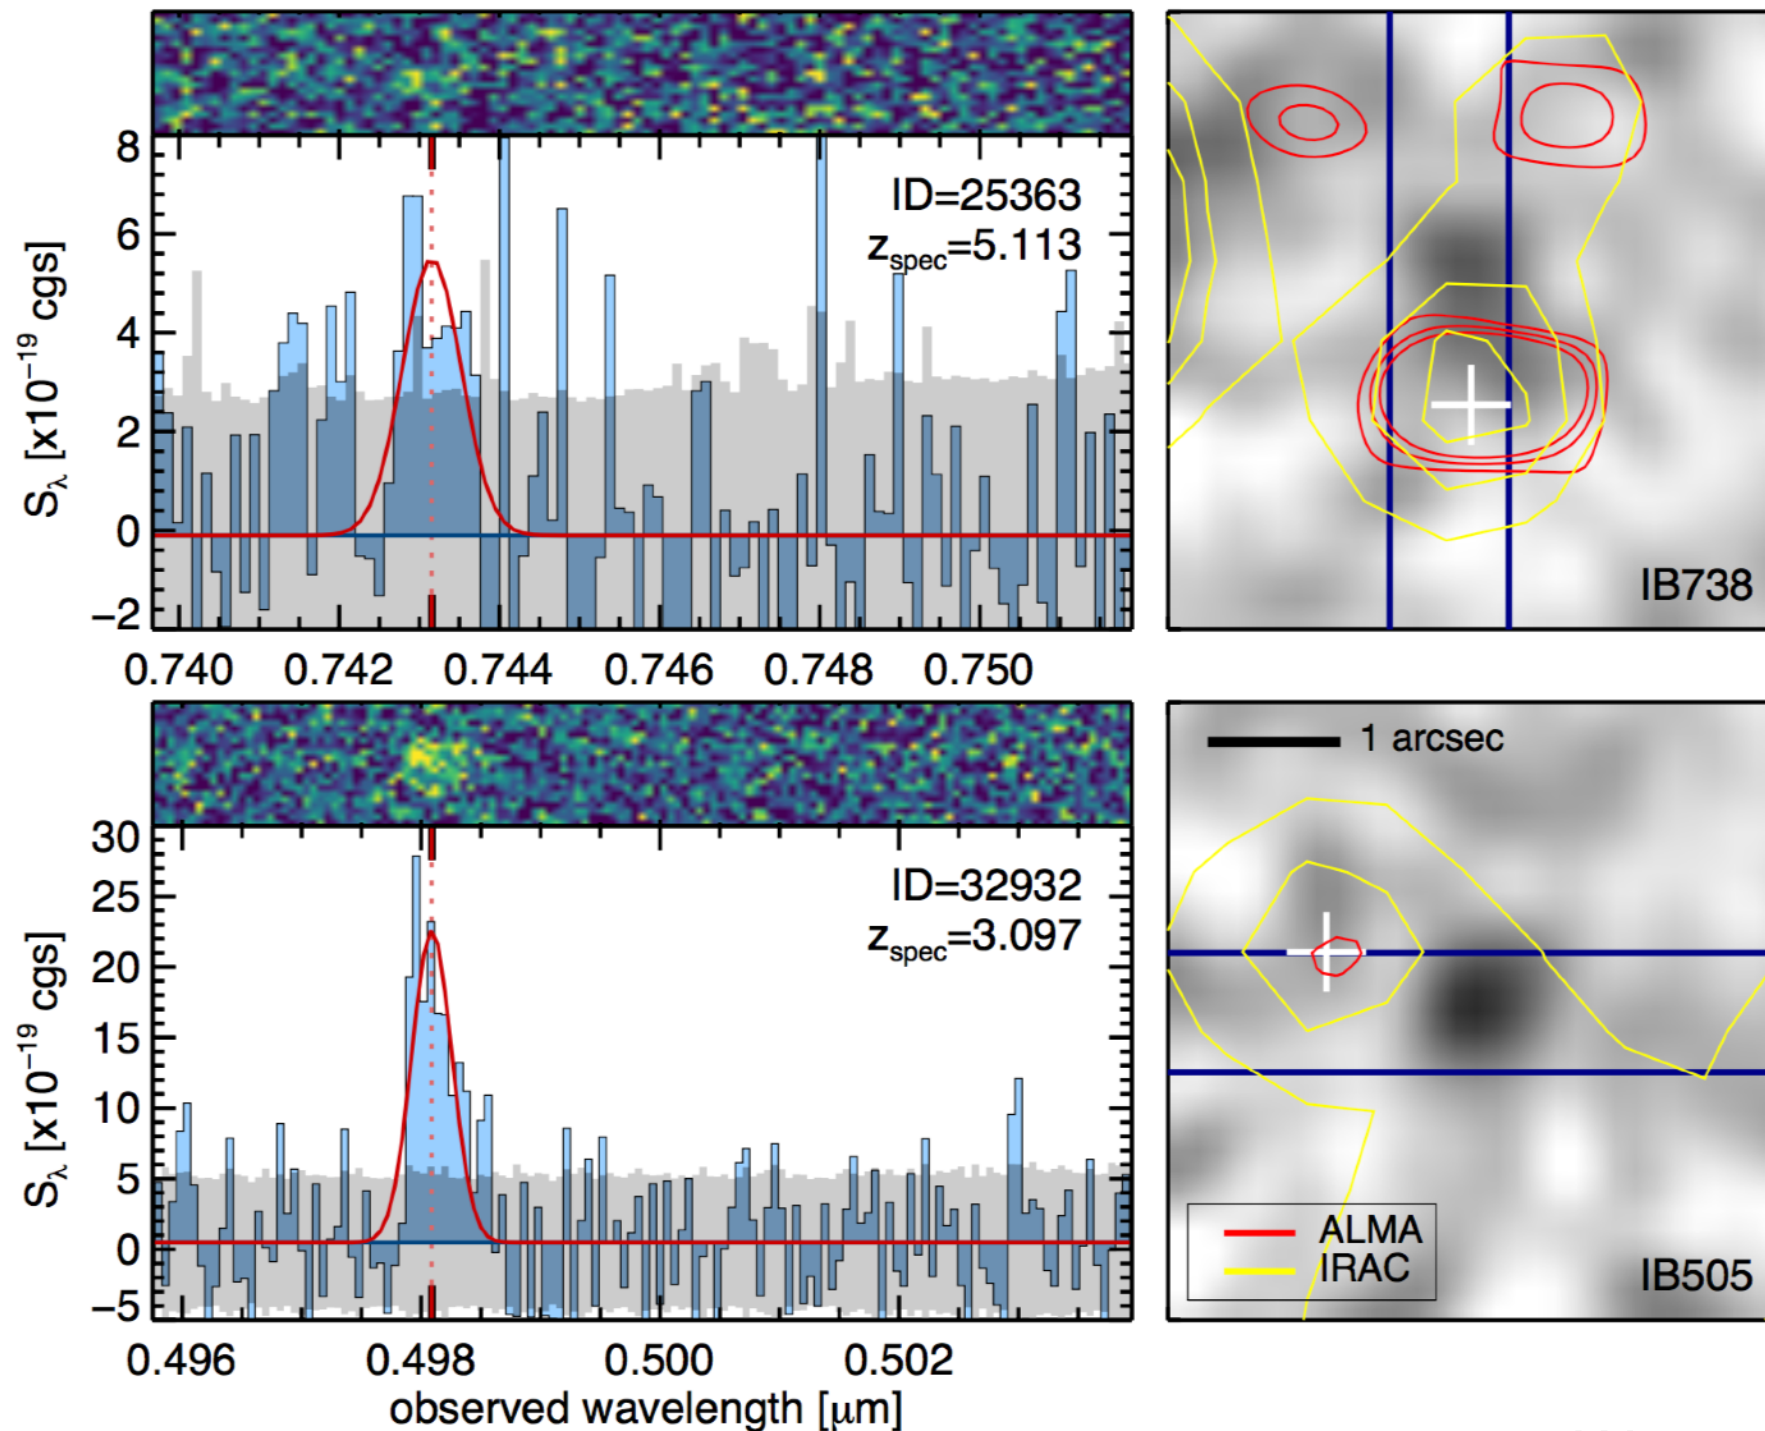 8
6
4
2
0
−2
S_λ [x10⁻¹⁹ cgs]
ID=25363
z_spec=5.113
0.740 0.742 0.744 0.746 0.748 0.750
IB738
30
25
20
15
10
5
0
−5
S_λ [x10⁻¹⁹ cgs]
ID=32932
z_spec=3.097
0.496 0.498 0.500 0.502
observed wavelength [μm]
1 arcsec
ALMA
IRAC
IB505